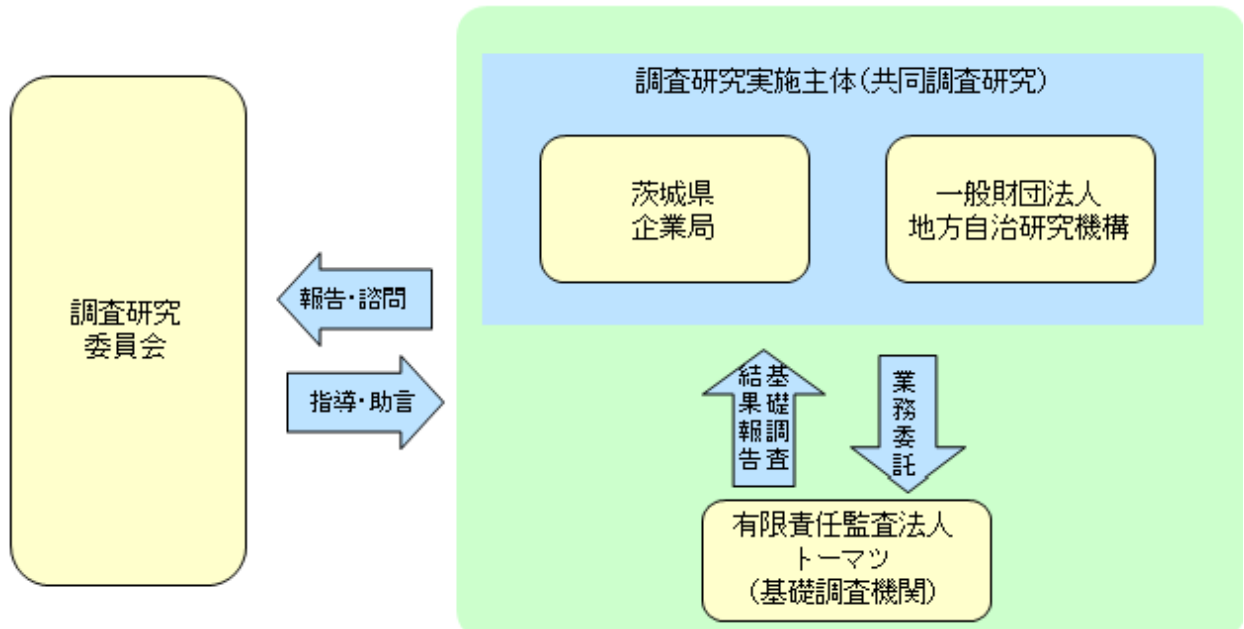 調査研究実施主体(共同調査研究)
茨城県
企業局
一般財団法人
地方自治研究機構
調査研究
委員会
報告・諮問
指導・助言
基礎調査
結果報告
業務委託
有限責任監査法人
トーマツ
(基礎調査機関)